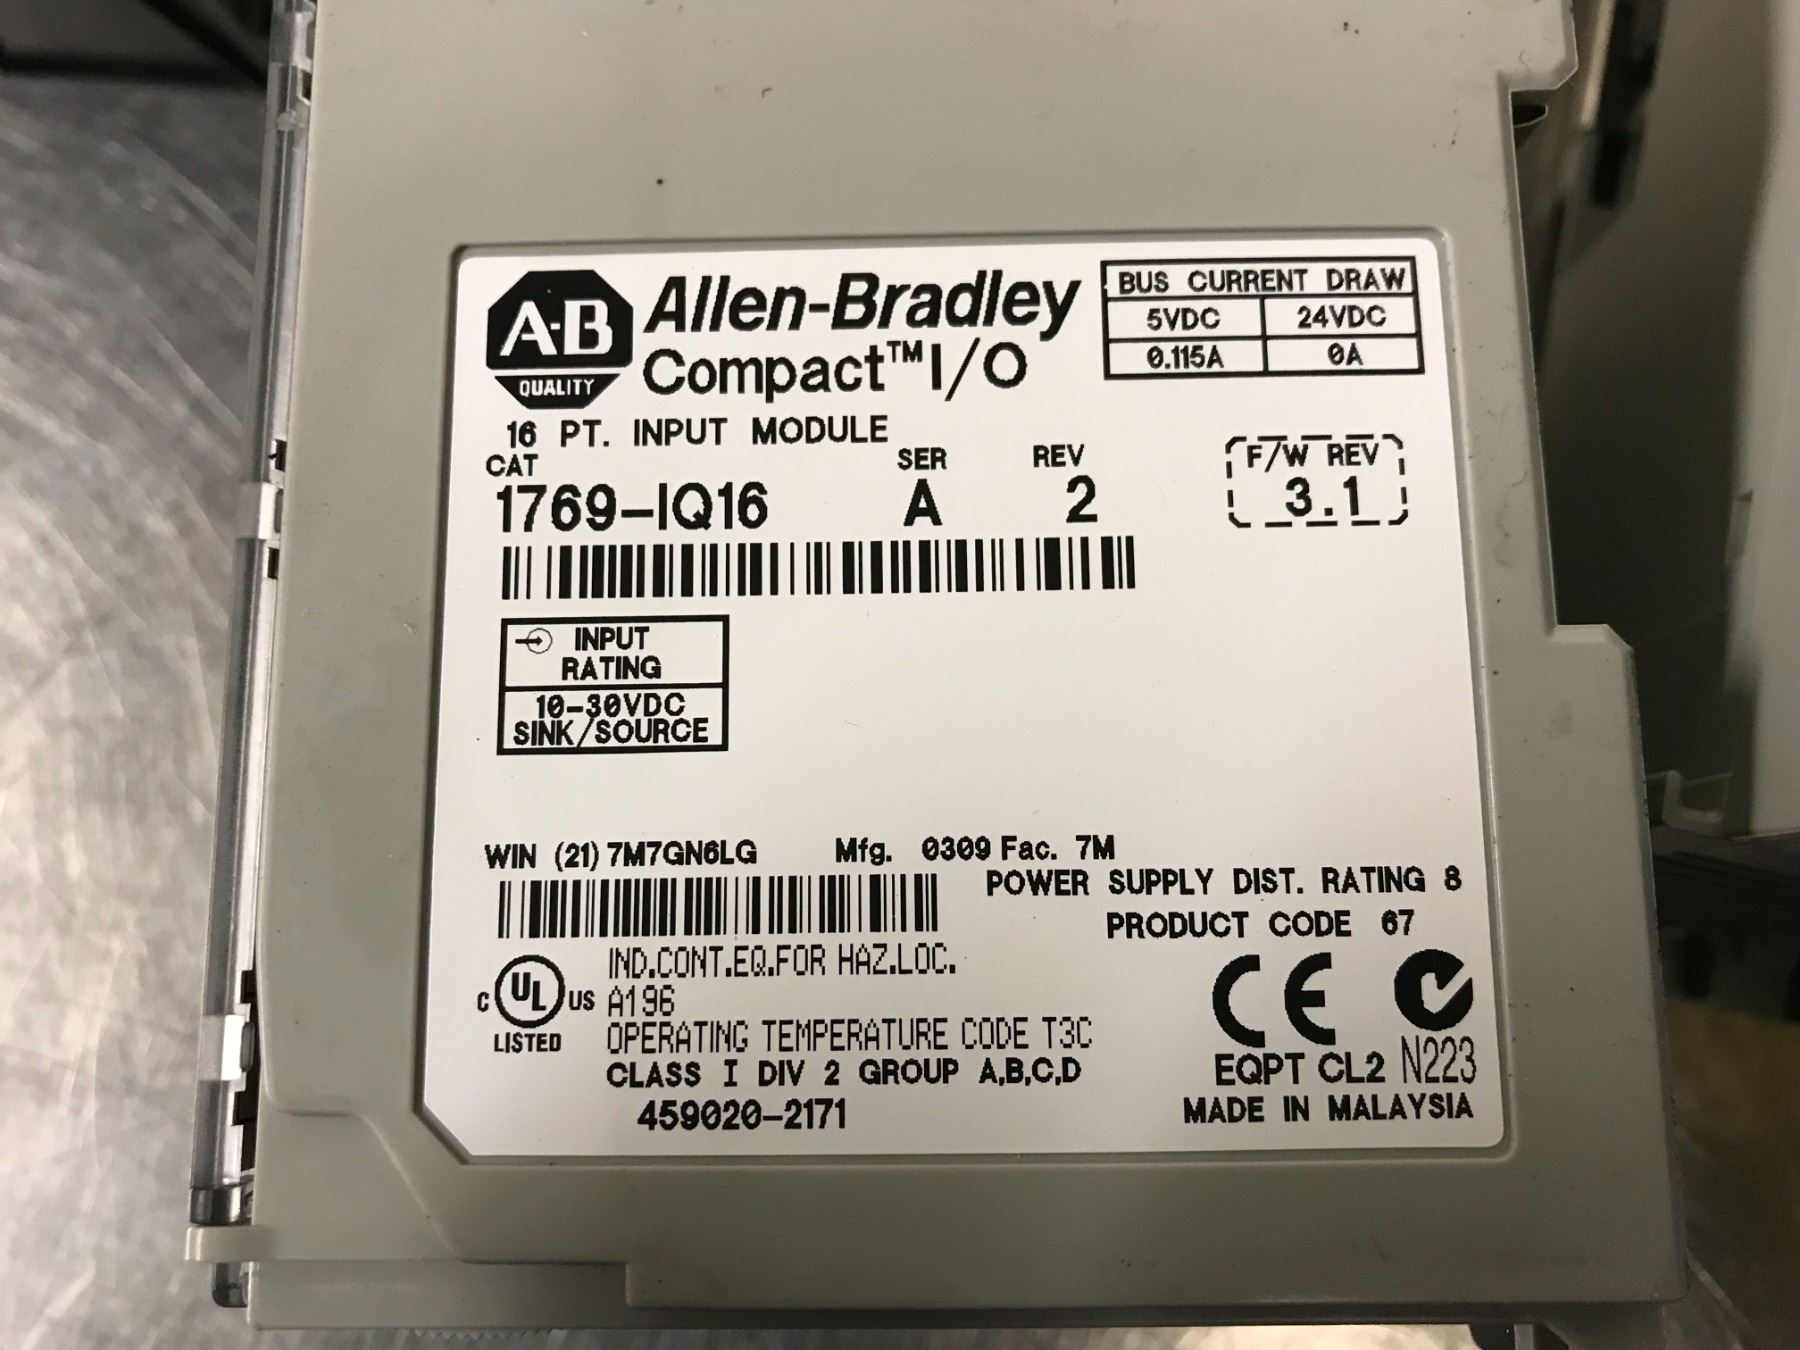 A-B
QUALITY
Allen-Bradley
Compact™ I/O
BUS CURRENT DRAW
5VDC 24VDC
0.115A 0A
16 PT. INPUT MODULE
CAT SER REV F/W REV
1769-IQ16 A 2 3.1
INPUT
RATING
10-30VDC
SINK/SOURCE
WIN (21) 7M7GN6LG Mfg. 0309 Fac. 7M
POWER SUPPLY DIST. RATING 8
PRODUCT CODE 67
C UL US
LISTED
IND.CONT.EQ.FOR HAZ.LOC.
A196
OPERATING TEMPERATURE CODE T3C
CLASS I DIV 2 GROUP A,B,C,D
459020-2171
CE
EQPT CL2 N223
MADE IN MALAYSIA